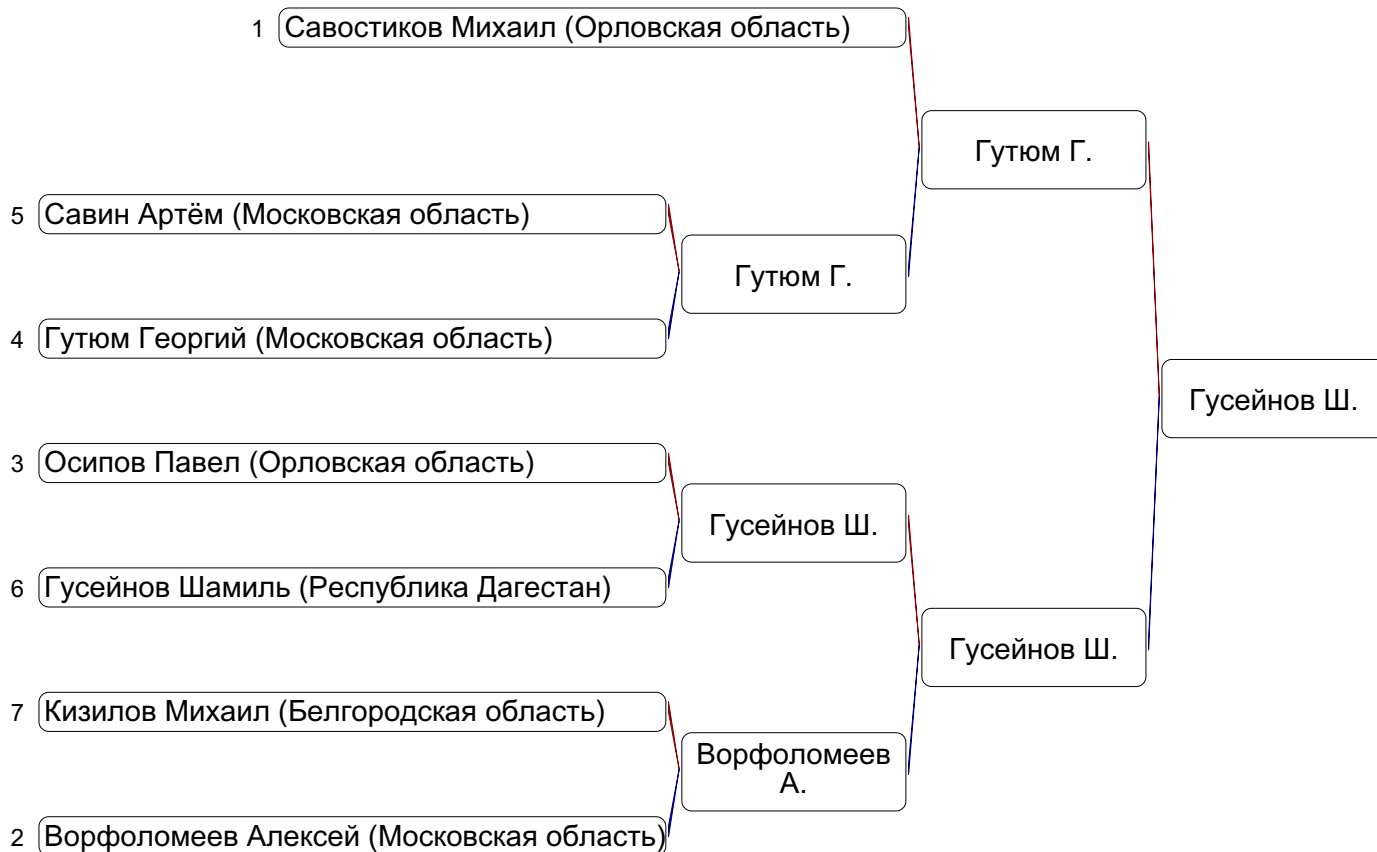 1 Савостиков Михаил (Орловская область)
Гутюм Г.
5 Савин Артём (Московская область)
Гутюм Г.
4 Гутюм Георгий (Московская область)
Гусейнов Ш.
3 Осипов Павел (Орловская область)
Гусейнов Ш.
6 Гусейнов Шамиль (Республика Дагестан)
Гусейнов Ш.
7 Кизилов Михаил (Белгородская область)
Ворфоломеев
А.
2 Ворфоломеев Алексей (Московская область)